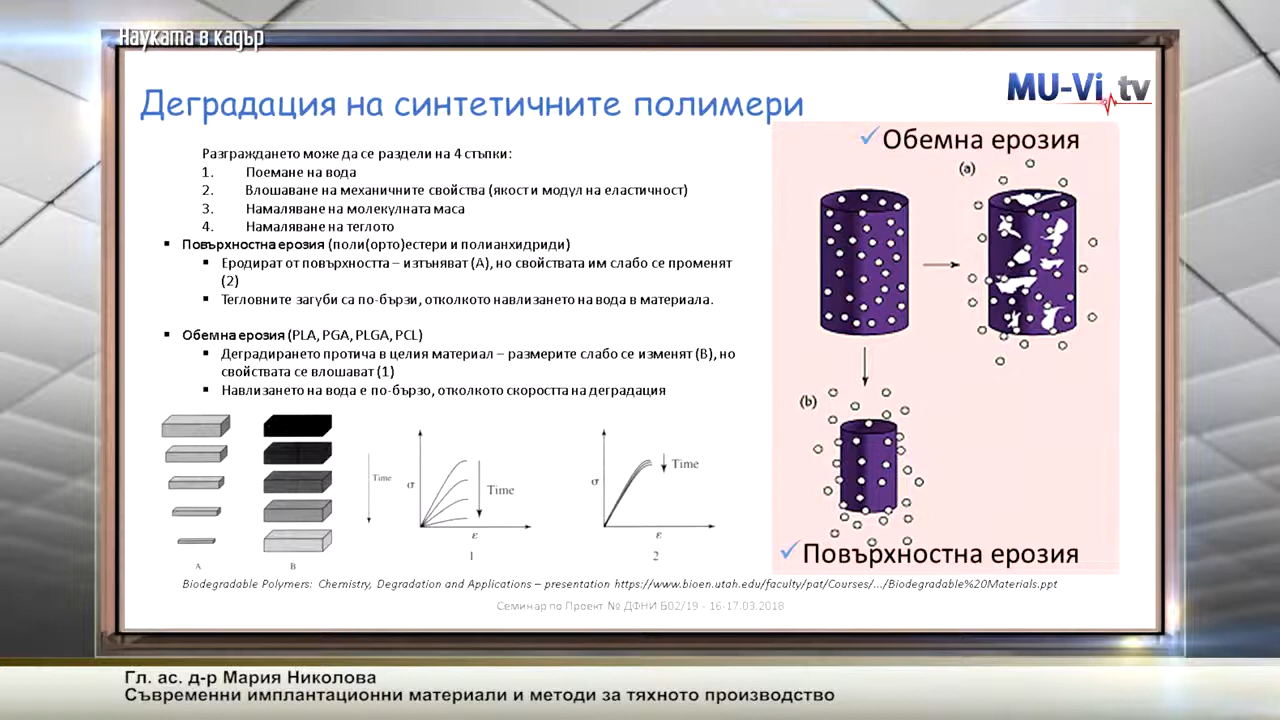 Науката в кадър
MU-Vi.tv
Деградация на синтетичните полимери
Разграждането може да се раздели на 4 стъпки:
1. Поемане на вода
2. Влошаване на механичните свойства (якост и модул на еластичност)
3. Намаляване на молекулната маса
4. Намаляване на теглото
▪ Повърхностна ерозия (поли(орто)естери и полианхидриди)
▪ Еродират от повърхността – изтъняват (A), но свойствата им слабо се променят
(2)
▪ Тегловните загуби са по-бързи, отколкото навлизането на вода в материала.
▪ Обемна ерозия (PLA, PGA, PLGA, PCL)
▪ Деградирането протича в целия материал – размерите слабо се изменят (B), но
свойствата се влошават (1)
▪ Навлизането на вода е по-бързо, отколкото скоростта на деградация
A
B
Time
σ
Time
ε
1
σ
Time
ε
2
✓Обемна ерозия
(a)
(b)
✓Повърхностна ерозия
Biodegradable Polymers: Chemistry, Degradation and Applications – presentation https://www.bioen.utah.edu/faculty/pat/Courses/.../Biodegradable%20Materials.ppt
Семинар по Проект № ДФНИ Б02/19 - 16-17.03.2018
Гл. ас. д-р Мария Николова
Съвременни имплантационни материали и методи за тяхното производство